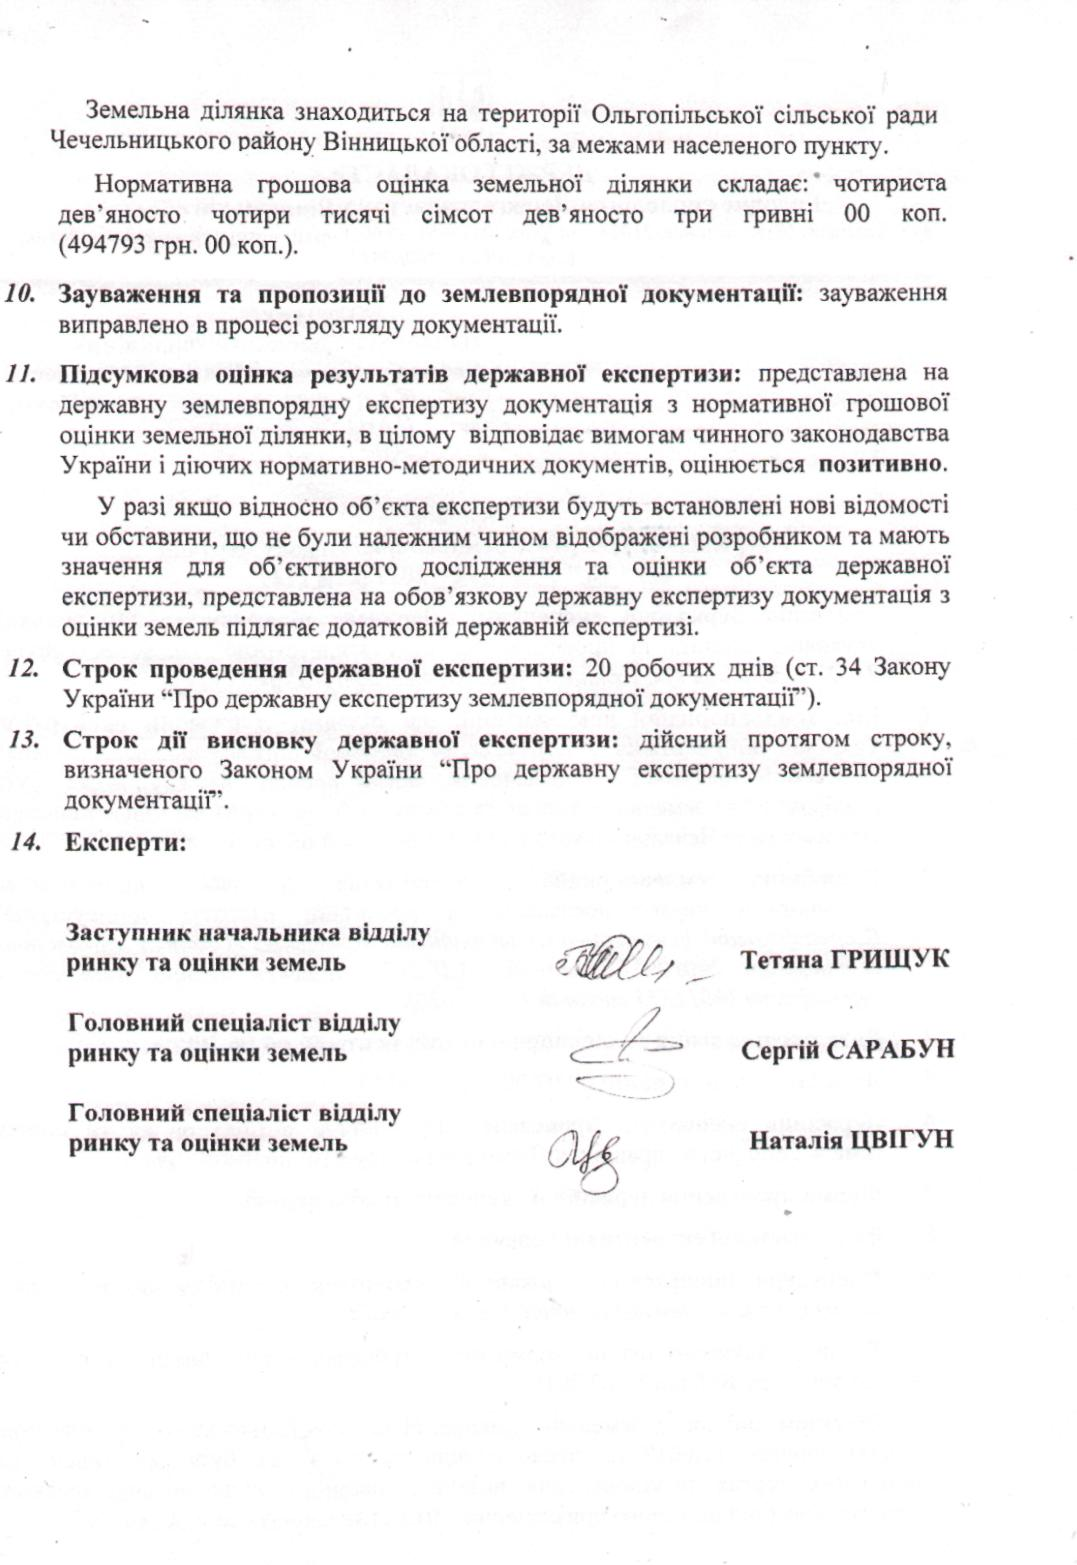 Земельна ділянка знаходиться на території Ольгопільської сільської ради
Чечельницького району Вінницької області, за межами населеного пункту.
Нормативна грошова оцінка земельної ділянки складає: чотириста
дев’яносто чотири тисячі сімсот дев’яносто три гривні 00 коп.
(494793 грн. 00 коп.).
10. Зауваження та пропозиції до землевпорядної документації: зауваження
виправлено в процесі розгляду документації.
11. Підсумкова оцінка результатів державної експертизи: представлена на
державну землевпорядну експертизу документація з нормативної грошової
оцінки земельної ділянки, в цілому відповідає вимогам чинного законодавства
України і діючих нормативно-методичних документів, оцінюється позитивно.
У разі якщо відносно об’єкта експертизи будуть встановлені нові відомості
чи обставини, що не були належним чином відображені розробником та мають
значення для об’єктивного дослідження та оцінки об’єкта державної
експертизи, представлена на обов’язкову державну експертизу документація з
оцінки земель підлягає додатковій державній експертизі.
12. Строк проведення державної експертизи: 20 робочих днів (ст. 34 Закону
України “Про державну експертизу землевпорядної документації”).
13. Строк дії висновку державної експертизи: дійсний протягом строку,
визначеного Законом України “Про державну експертизу землевпорядної
документації”.
14. Експерти:
Заступник начальника відділу
ринку та оцінки земель Тетяна ГРИЩУК
Головний спеціаліст відділу
ринку та оцінки земель Сергій САРАБУН
Головний спеціаліст відділу
ринку та оцінки земель Наталія ЦВІГУН